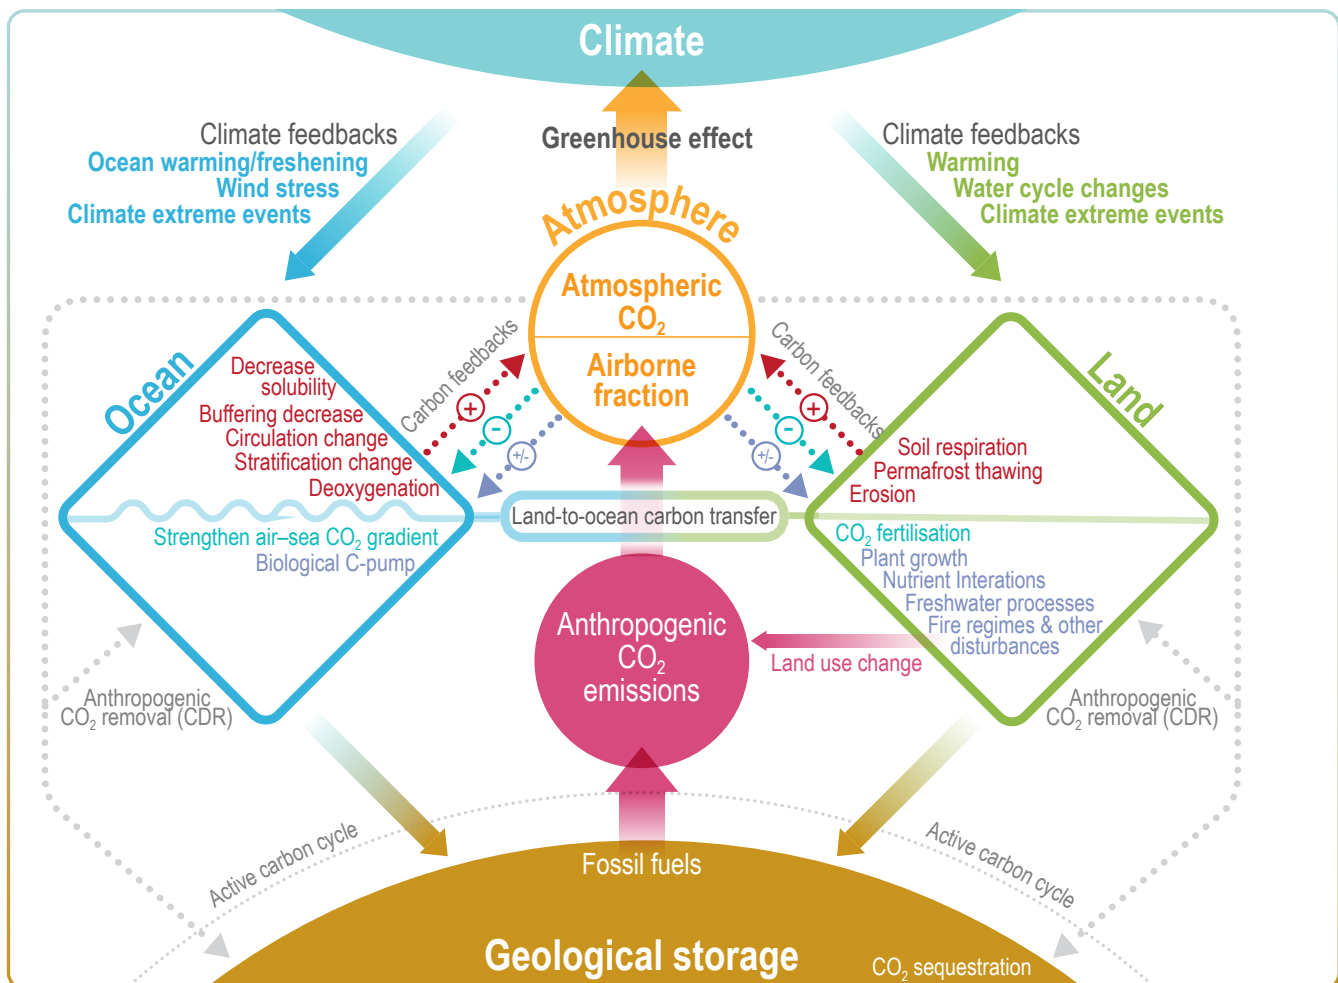 Climate
Greenhouse effect
Climate feedbacks
Ocean warming/freshening
Wind stress
Climate extreme events
Climate feedbacks
Warming
Water cycle changes
Climate extreme events
Atmosphere
Atmospheric
CO₂
Airborne
fraction
Carbon feedbacks
+
-
+/-
Carbon feedbacks
+
-
+/-
Ocean
Decrease
solubility
Buffering decrease
Circulation change
Stratification change
Deoxygenation
Strengthen air–sea CO₂ gradient
Biological C-pump
Land-to-ocean carbon transfer
Land
Soil respiration
Permafrost thawing
Erosion
CO₂ fertilisation
Plant growth
Nutrient Interations
Freshwater processes
Fire regimes & other
disturbances
Anthropogenic
CO₂
emissions
Land use change
Anthropogenic
CO₂ removal (CDR)
Anthropogenic
CO₂ removal (CDR)
Active carbon cycle
Active carbon cycle
Fossil fuels
Geological storage
CO₂ sequestration